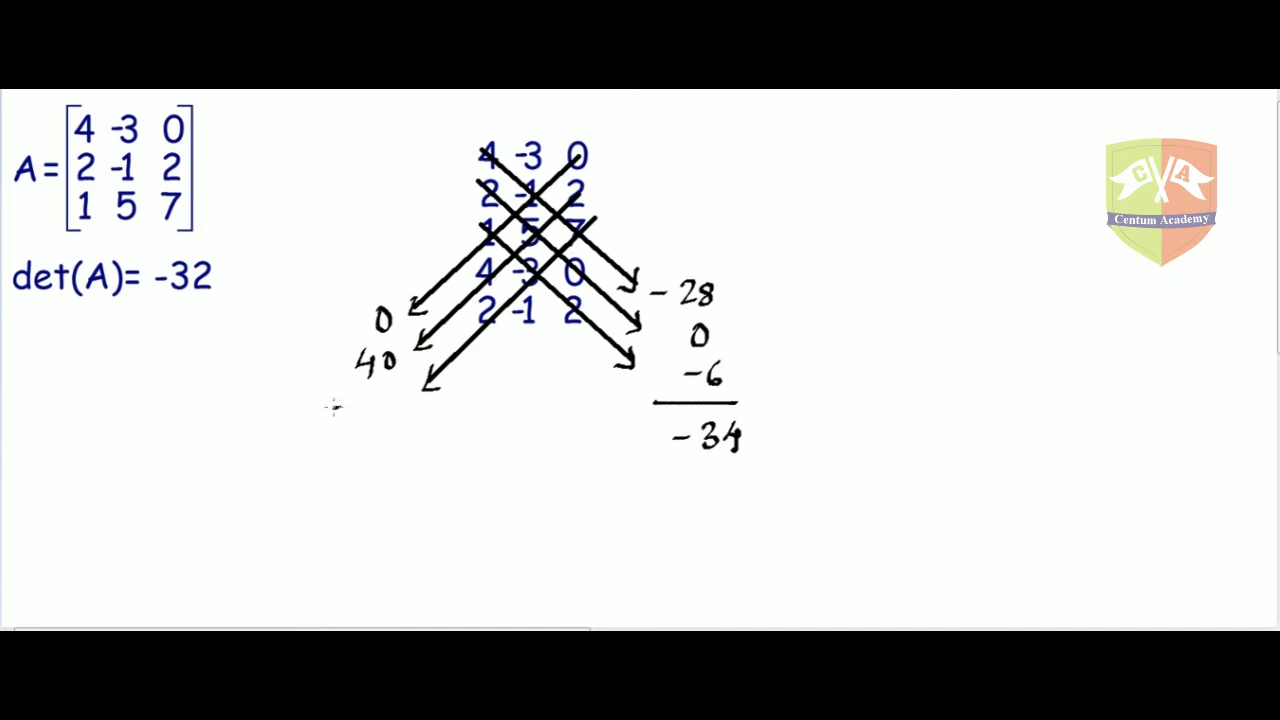 A = [4 -3 0
2 -1 2
1 5 7]
det(A)= -32
4 -3 0
2 -1 2
1 5 7
4 -3 0
2 -1 2
0
40
- 28
0
-6
- 34
C A
Centum Academy